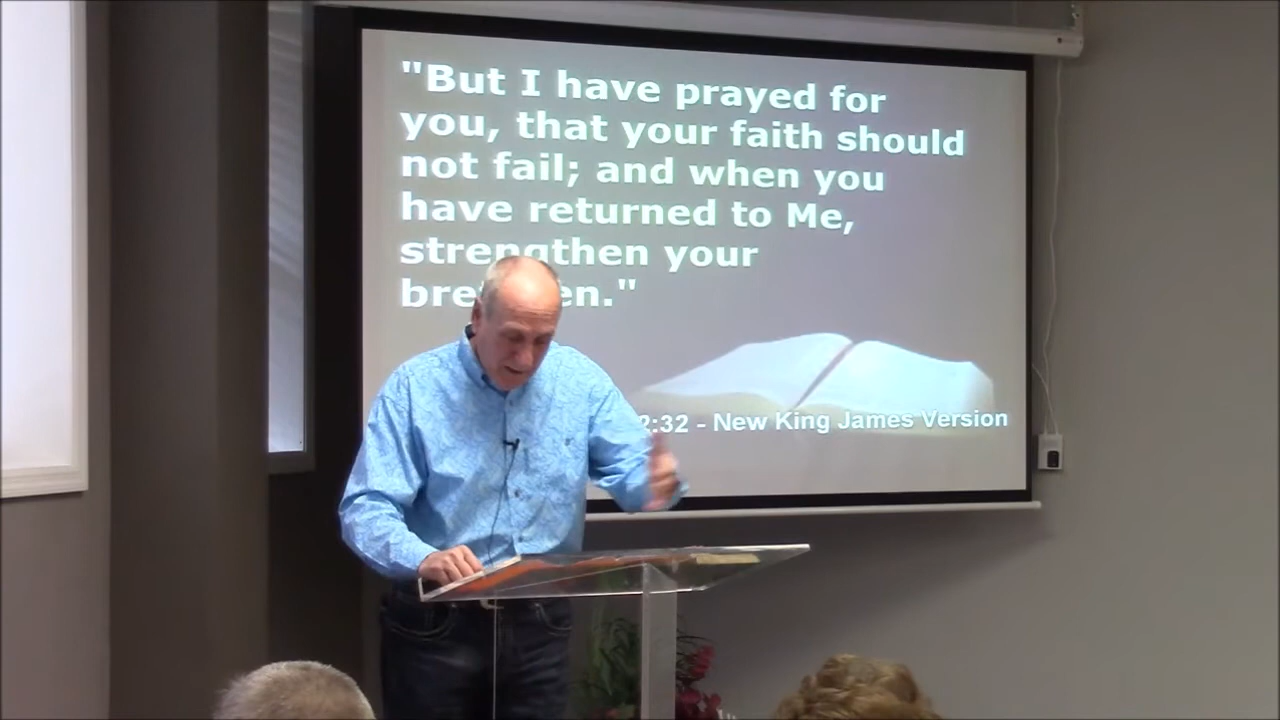 "But I have prayed for
you, that your faith should
not fail; and when you
have returned to Me,
strengthen your
2:32 - New King James Version